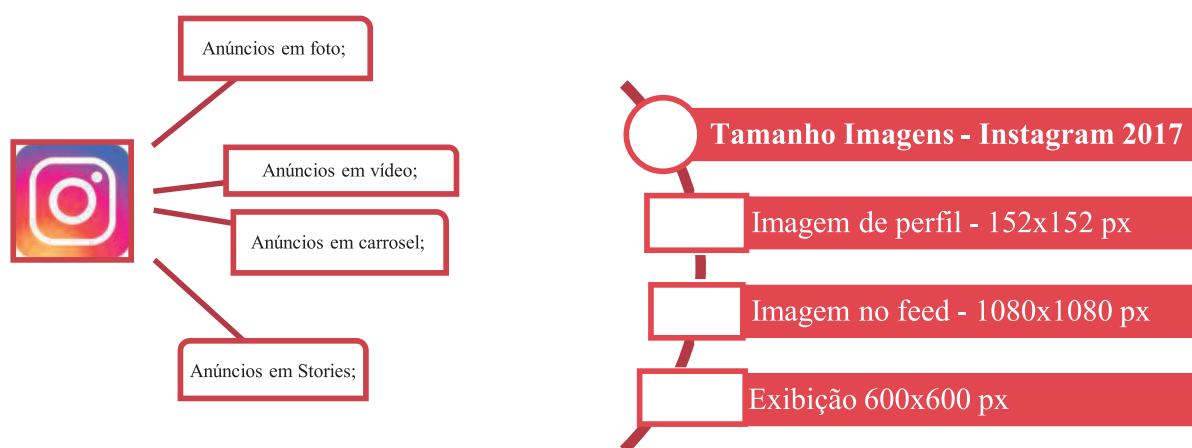 Anúncios em foto;
Anúncios em vídeo;
Anúncios em carrosel;
Anúncios em Stories;
Tamanho Imagens - Instagram 2017
Imagem de perfil - 152x152 px
Imagem no feed - 1080x1080 px
Exibição 600x600 px